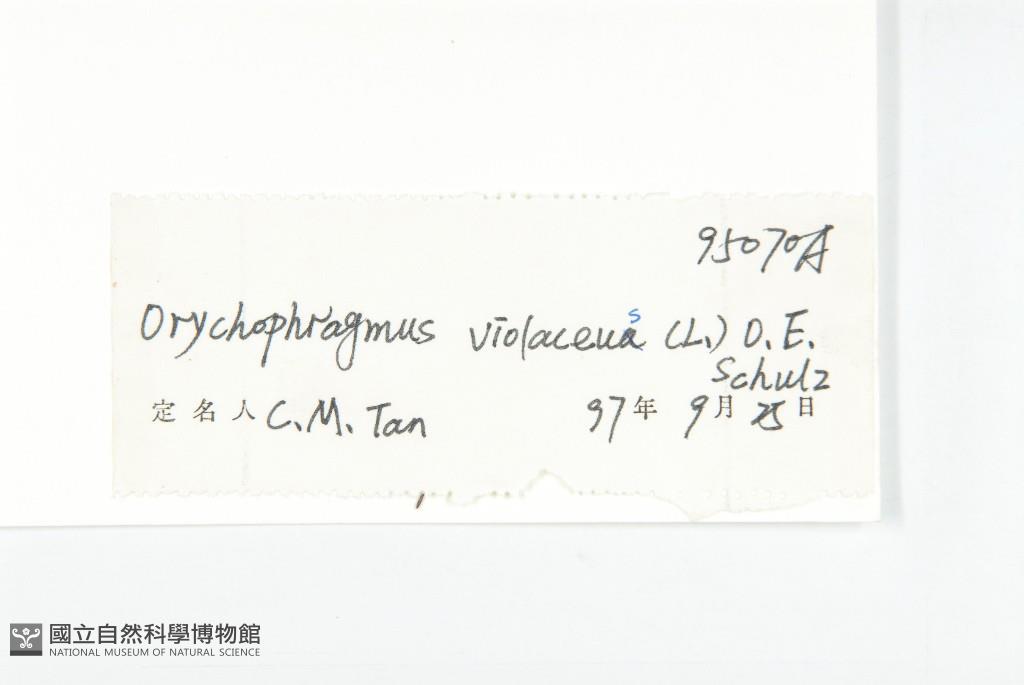 95070A
Orychophragmus violaceus (L.) O.E.
Schulz
定名人 C.M. Tan 97年 9月 25日
國立自然科學博物館
NATIONAL MUSEUM OF NATURAL SCIENCE